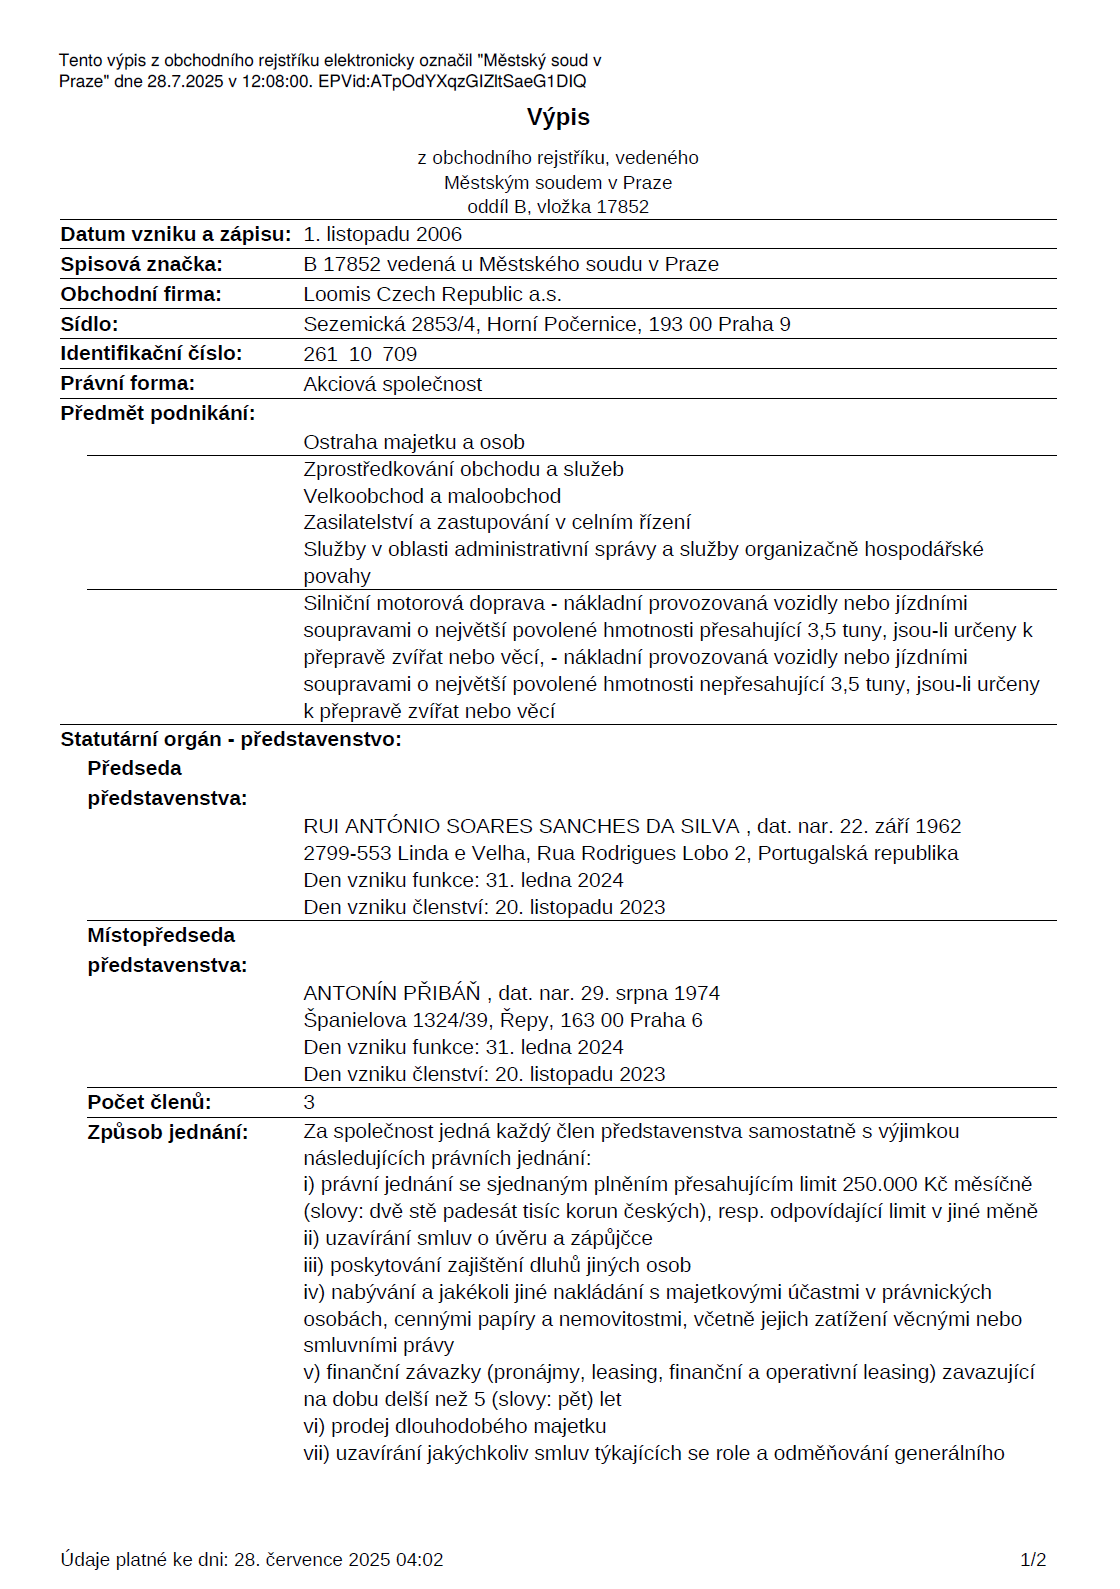 Tento výpis z obchodního rejstříku elektronicky označil "Městský soud v
Praze" dne 28.7.2025 v 12:08:00. EPVid:ATpOdYXqzGIZltSaeG1DIQ
Výpis
z obchodního rejstříku, vedeného
Městským soudem v Praze
oddíl B, vložka 17852
Datum vzniku a zápisu: 1. listopadu 2006
Spisová značka: B 17852 vedená u Městského soudu v Praze
Obchodní firma: Loomis Czech Republic a.s.
Sídlo: Sezemická 2853/4, Horní Počernice, 193 00 Praha 9
Identifikační číslo: 261 10 709
Právní forma: Akciová společnost
Předmět podnikání:
Ostraha majetku a osob
Zprostředkování obchodu a služeb
Velkoobchod a maloobchod
Zasilatelství a zastupování v celním řízení
Služby v oblasti administrativní správy a služby organizačně hospodářské
povahy
Silniční motorová doprava - nákladní provozovaná vozidly nebo jízdními
soupravami o největší povolené hmotnosti přesahující 3,5 tuny, jsou-li určeny k
přepravě zvířat nebo věcí, - nákladní provozovaná vozidly nebo jízdními
soupravami o největší povolené hmotnosti nepřesahující 3,5 tuny, jsou-li určeny
k přepravě zvířat nebo věcí
Statutární orgán - představenstvo:
Předseda
představenstva:
RUI ANTÓNIO SOARES SANCHES DA SILVA , dat. nar. 22. září 1962
2799-553 Linda e Velha, Rua Rodrigues Lobo 2, Portugalská republika
Den vzniku funkce: 31. ledna 2024
Den vzniku členství: 20. listopadu 2023
Místopředseda
představenstva:
ANTONÍN PŘIBÁŇ , dat. nar. 29. srpna 1974
Španielova 1324/39, Řepy, 163 00 Praha 6
Den vzniku funkce: 31. ledna 2024
Den vzniku členství: 20. listopadu 2023
Počet členů: 3
Způsob jednání: Za společnost jedná každý člen představenstva samostatně s výjimkou
následujících právních jednání:
i) právní jednání se sjednaným plněním přesahujícím limit 250.000 Kč měsíčně
(slovy: dvě stě padesát tisíc korun českých), resp. odpovídající limit v jiné měně
ii) uzavírání smluv o úvěru a zápůjčce
iii) poskytování zajištění dluhů jiných osob
iv) nabývání a jakékoli jiné nakládání s majetkovými účastmi v právnických
osobách, cennými papíry a nemovitostmi, včetně jejich zatížení věcnými nebo
smluvními právy
v) finanční závazky (pronájmy, leasing, finanční a operativní leasing) zavazující
na dobu delší než 5 (slovy: pět) let
vi) prodej dlouhodobého majetku
vii) uzavírání jakýchkoliv smluv týkajících se role a odměňování generálního
Údaje platné ke dni: 28. července 2025 04:02 1/2